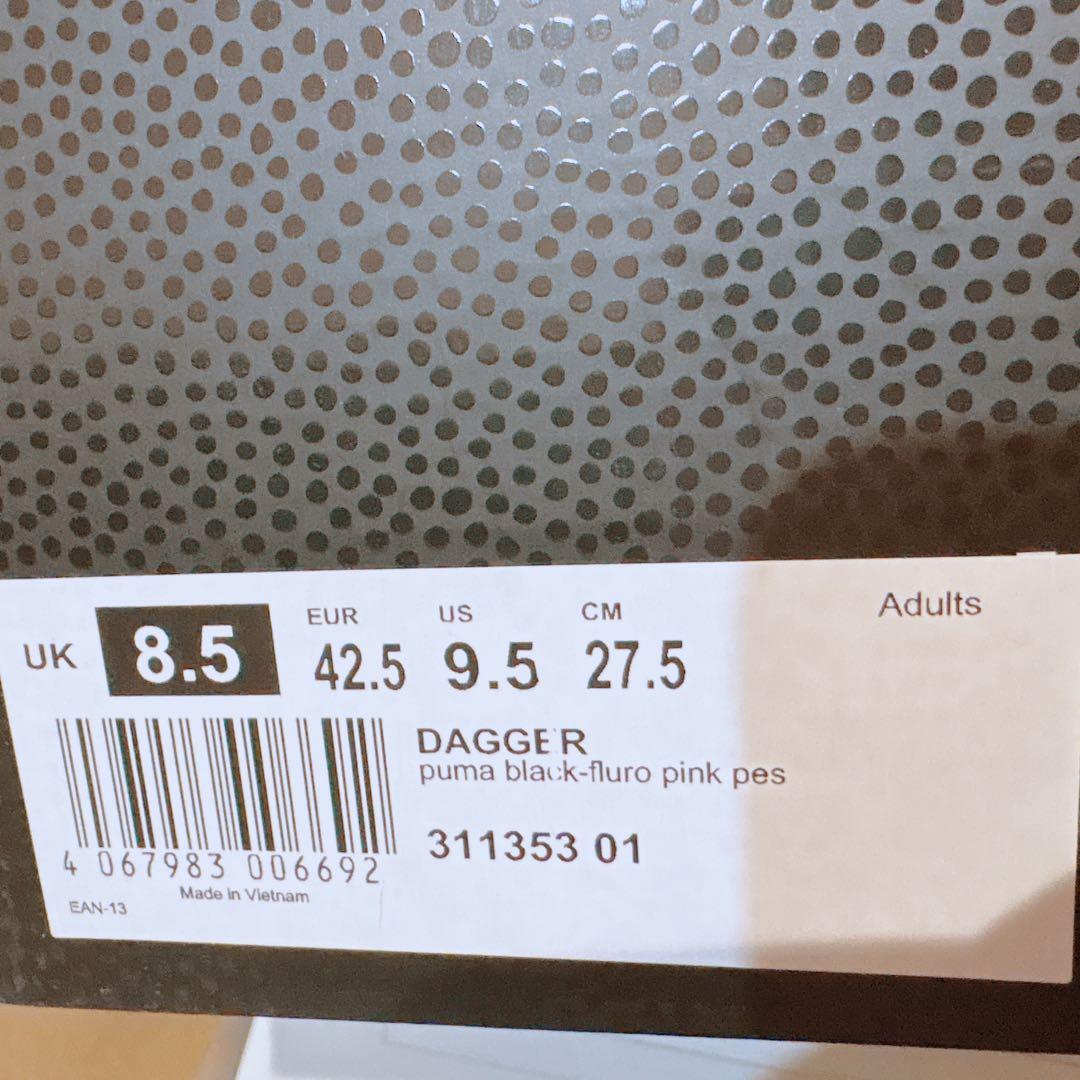 UK 8.5 EUR 42.5 US 9.5 CM 27.5 Adults
DAGGER
puma black-fluro pink pes
311353 01
4 067983 006692
Made in Vietnam
EAN-13